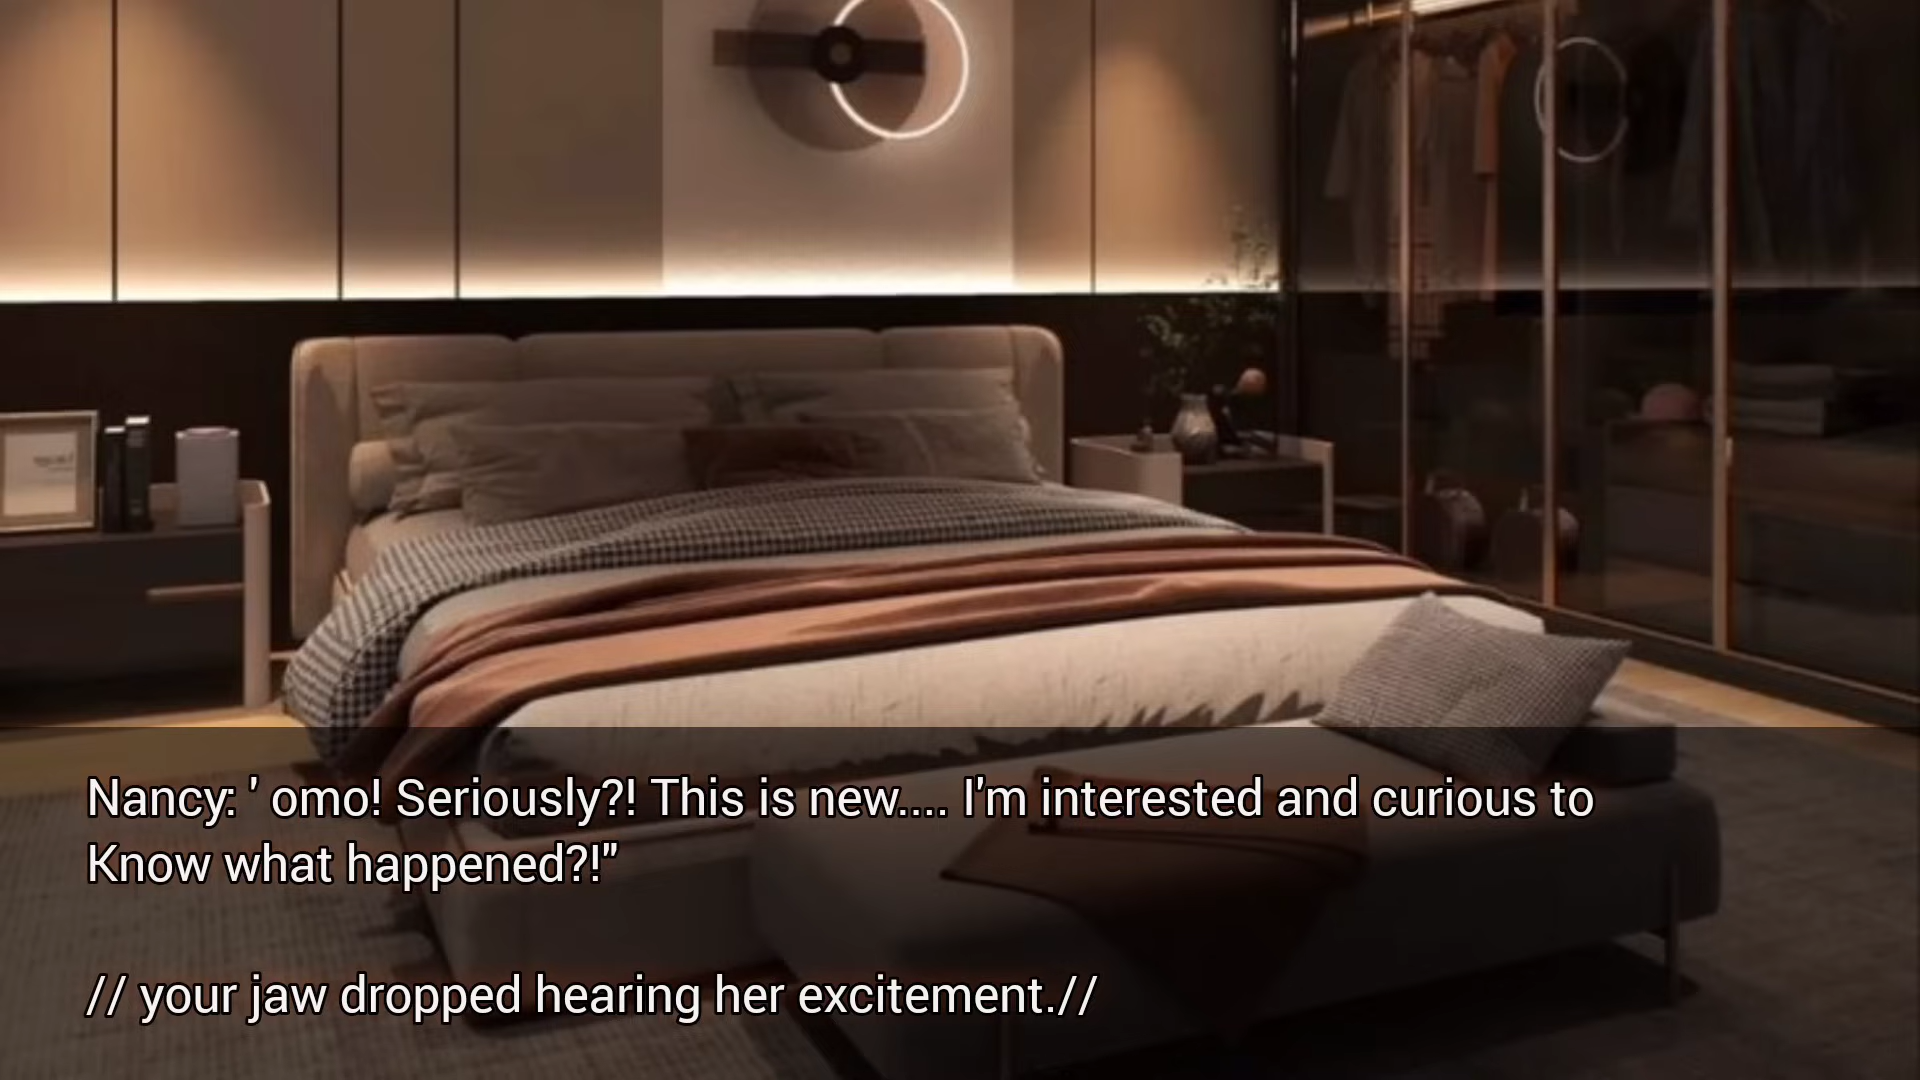 Nancy: ' omo! Seriously?! This is new.... I'm interested and curious to
Know what happened?!"
// your jaw dropped hearing her excitement.//